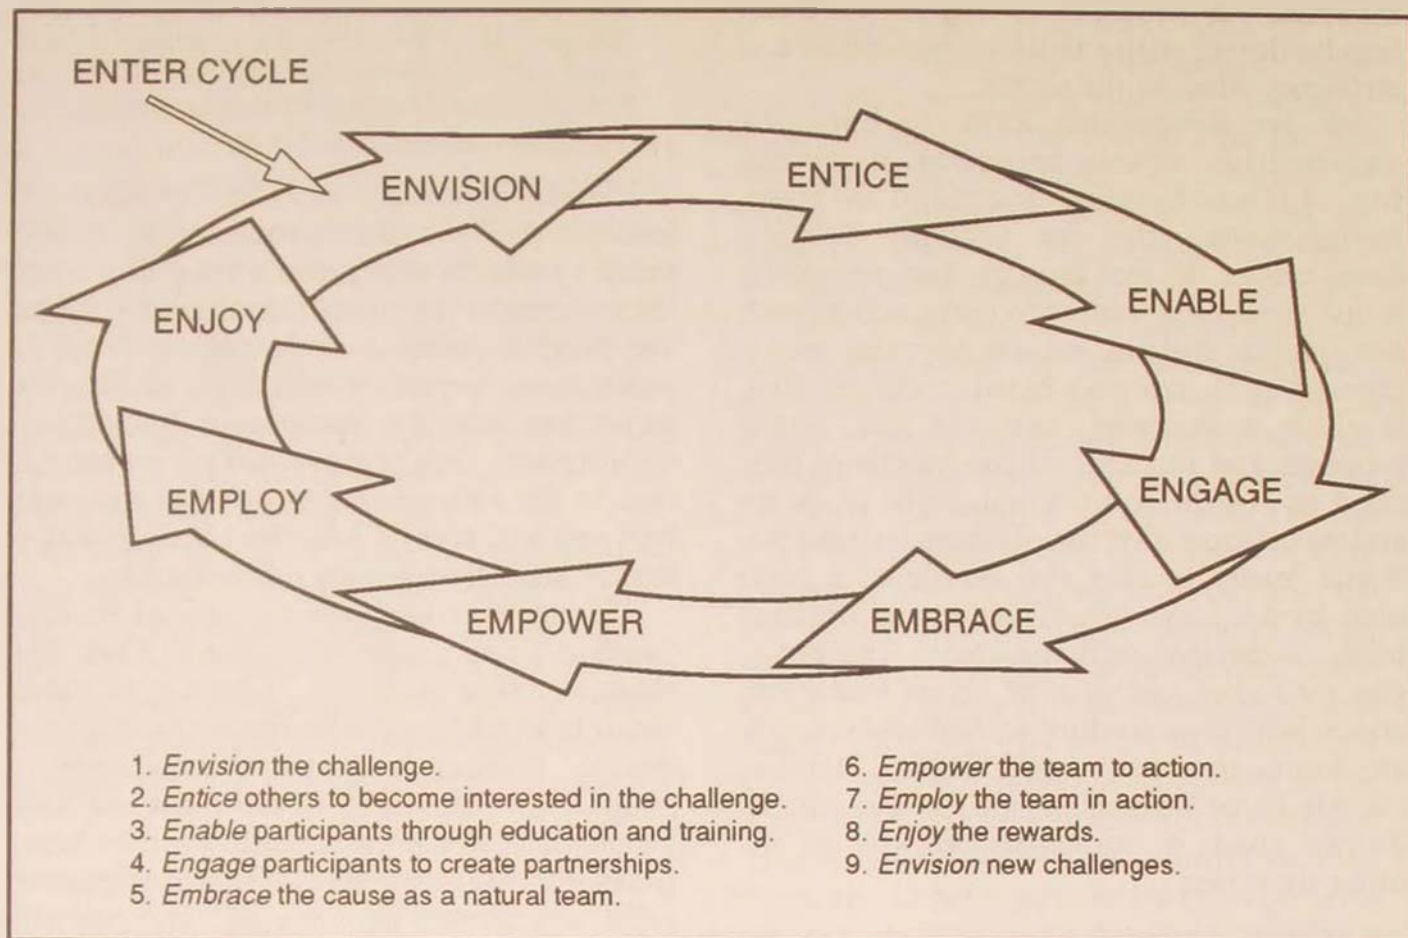 ENTER CYCLE
ENVISION
ENTICE
ENABLE
ENGAGE
EMBRACE
EMPOWER
EMPLOY
ENJOY
1. Envision the challenge.
2. Entice others to become interested in the challenge.
3. Enable participants through education and training.
4. Engage participants to create partnerships.
5. Embrace the cause as a natural team.
6. Empower the team to action.
7. Employ the team in action.
8. Enjoy the rewards.
9. Envision new challenges.